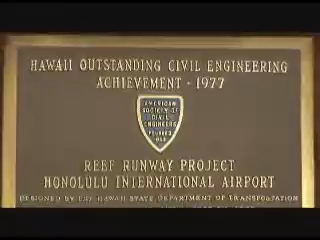 HAWAII OUTSTANDING CIVIL ENGINEERING
ACHIEVEMENT - 1977
AMERICAN
SOCIETY OF
CIVIL
ENGINEERS
FOUNDED
REEF RUNWAY PROJECT
HONOLULU INTERNATIONAL AIRPORT
DESIGNED BY THE HAWAII STATE DEPARTMENT OF TRANSPORTATION